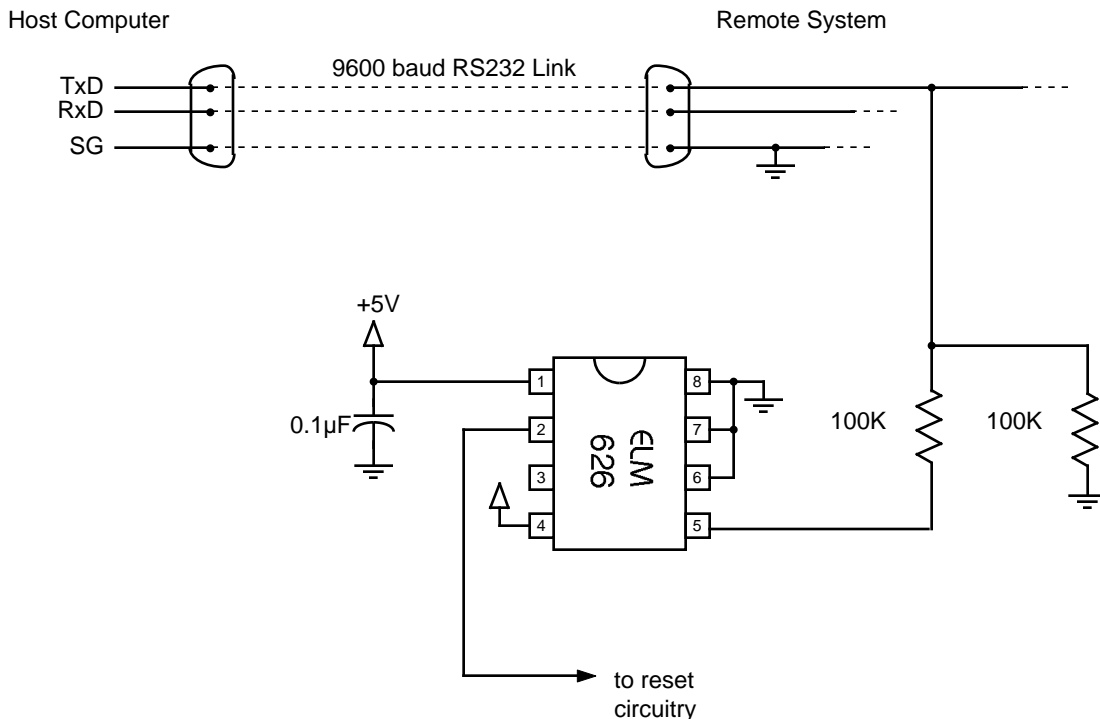 Host Computer
Remote System
9600 baud RS232 Link
TxD
RxD
SG
+5V
0.1µF
1
2
3
4
8
7
6
5
ELM
626
100K
100K
to reset
circuitry